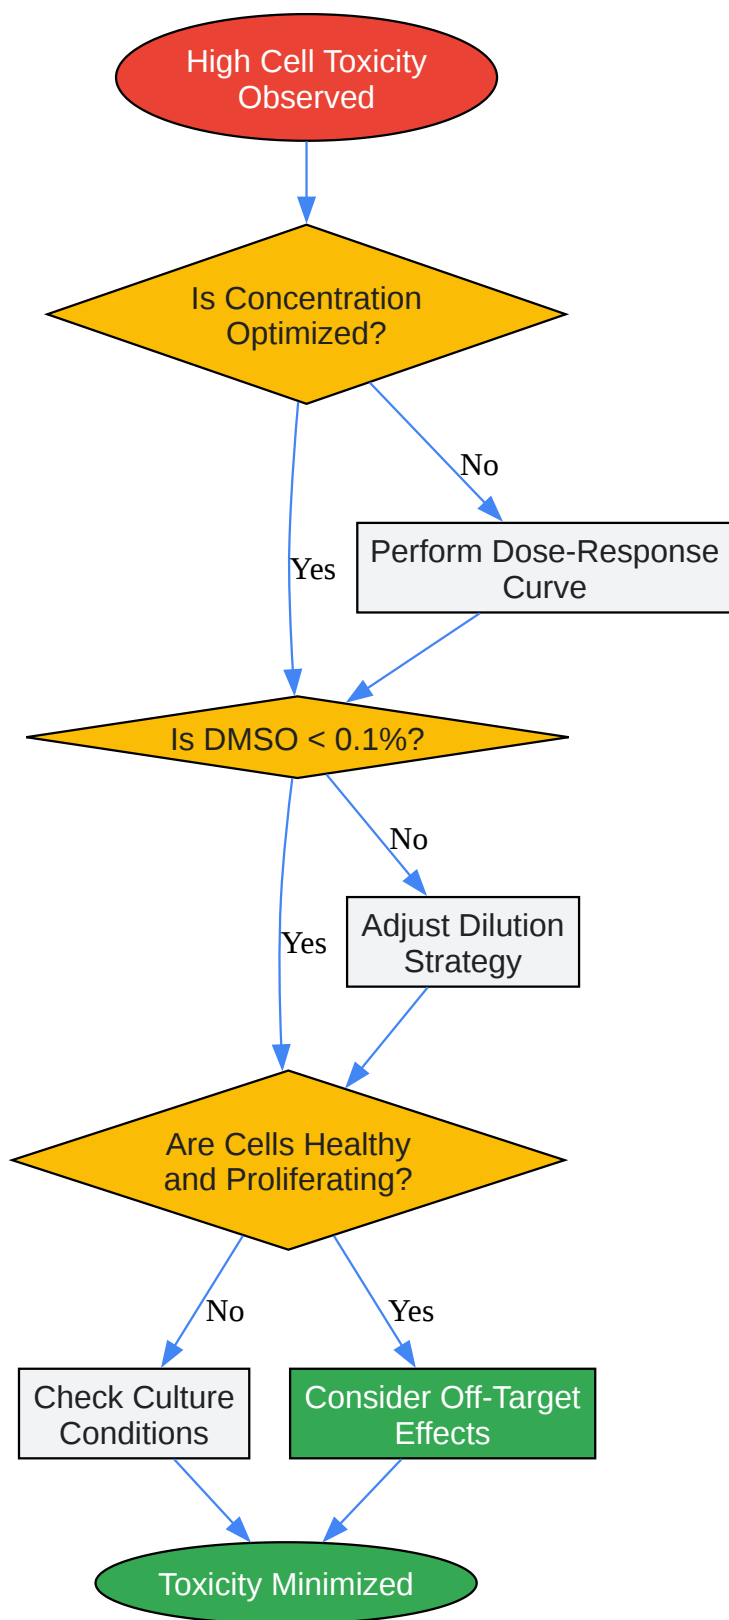 High Cell Toxicity
Observed
Is Concentration
Optimized?
No
Yes
Perform Dose-Response
Curve
Is DMSO < 0.1%?
No
Yes
Adjust Dilution
Strategy
Are Cells Healthy
and Proliferating?
No
Yes
Check Culture
Conditions
Consider Off-Target
Effects
Toxicity Minimized